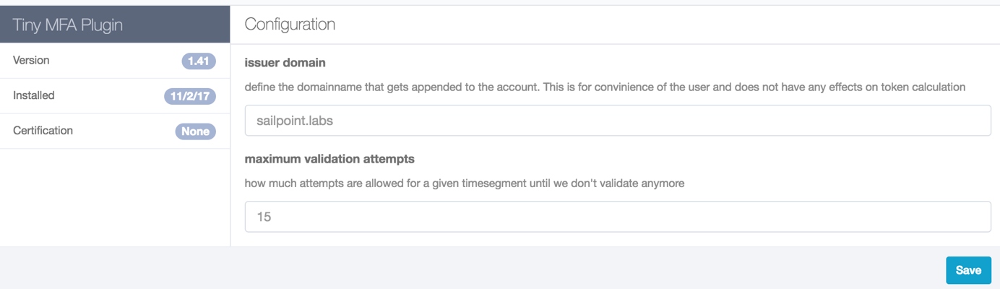 Tiny MFA Plugin
Version 1.41
Installed 11/2/17
Certification None
Configuration
issuer domain
define the domainname that gets appended to the account. This is for convinience of the user and does not have any effects on token calculation
sailpoint.labs
maximum validation attempts
how much attempts are allowed for a given timesegment until we don't validate anymore
15
Save